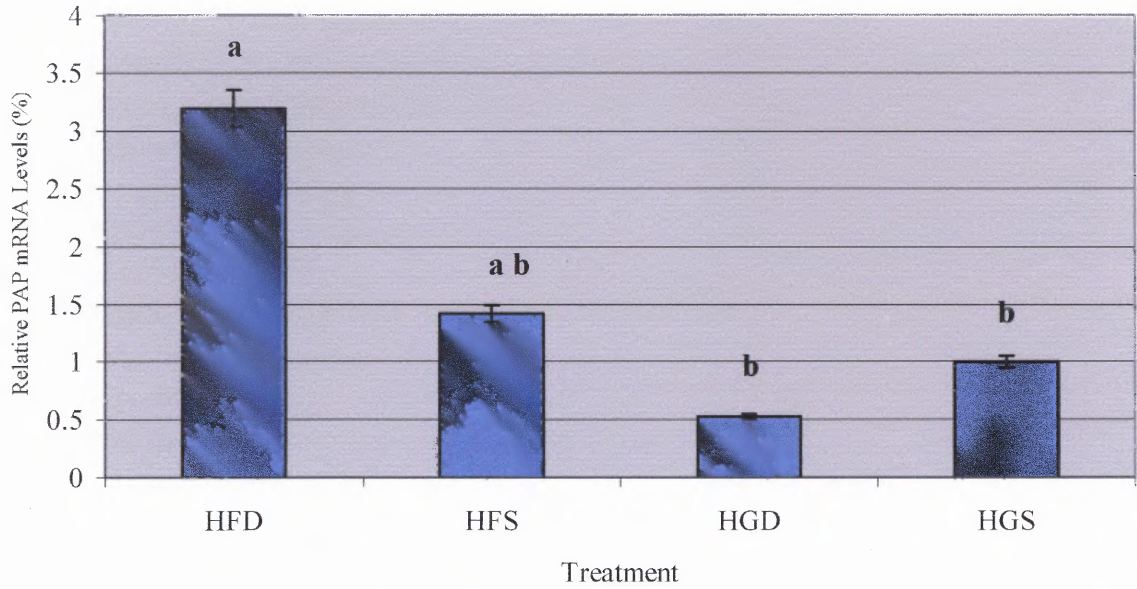 4
a
3.5
3
2.5
2
a b
1.5
b
1
b
0.5
0
Relative PAP mRNA Levels (%)
HFD HFS HGD HGS
Treatment